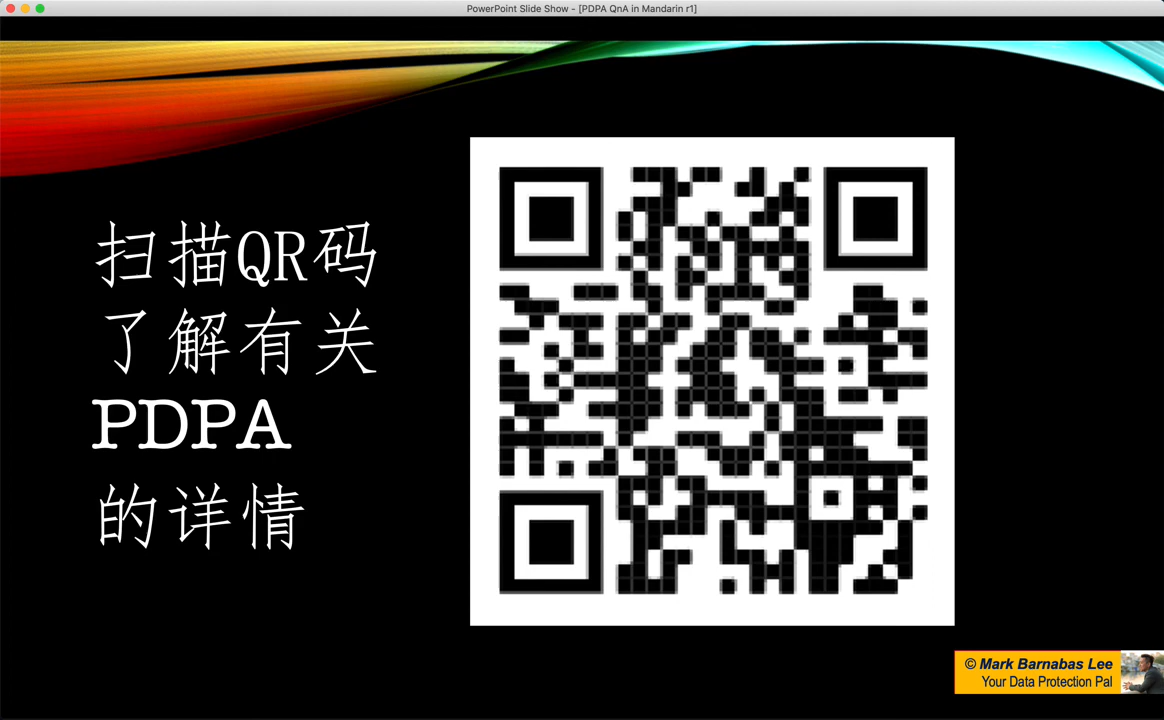 PowerPoint Slide Show - [PDPA QnA in Mandarin r1]
扫描QR码
了解有关
PDPA
的详情
© Mark Barnabas Lee
Your Data Protection Pal